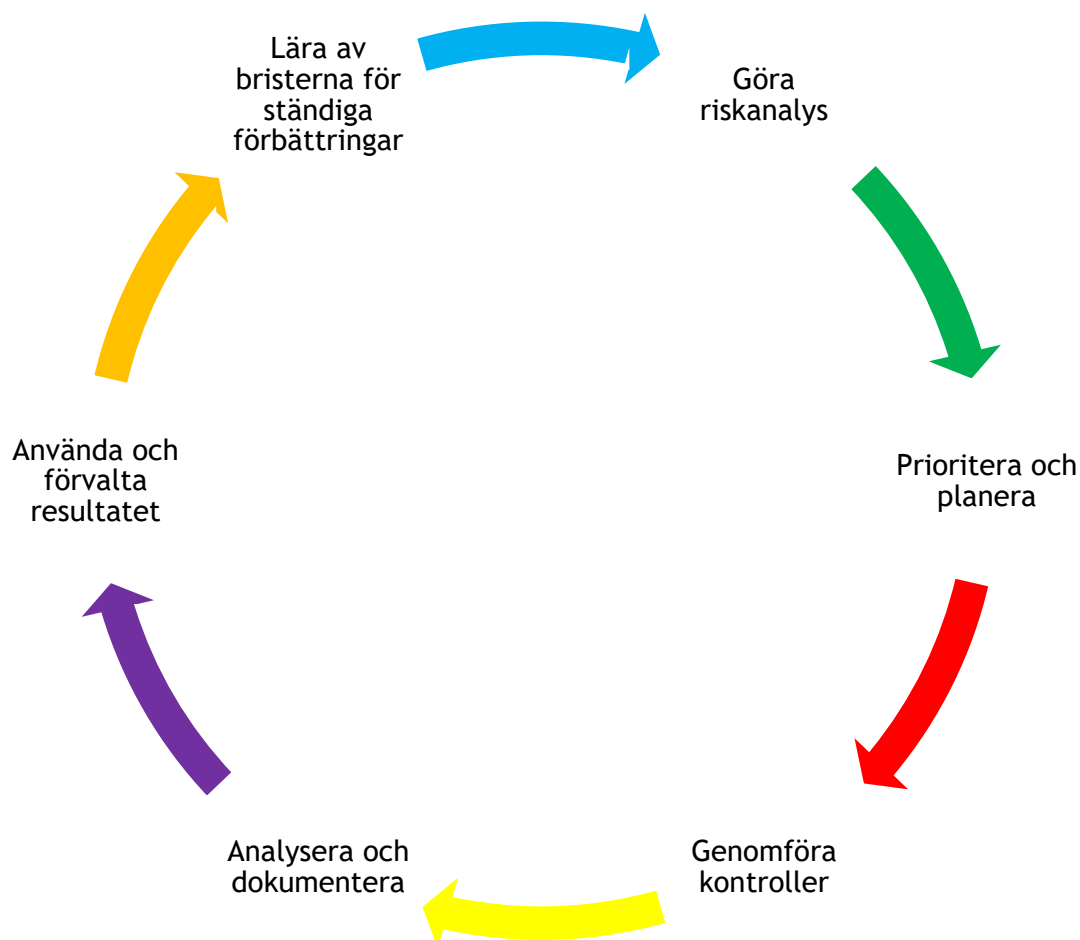 Lära av
bristerna för
ständiga
förbättringar
Göra
riskanalys
Prioritera och
planera
Genomföra
kontroller
Analysera och
dokumentera
Använda och
förvalta
resultatet